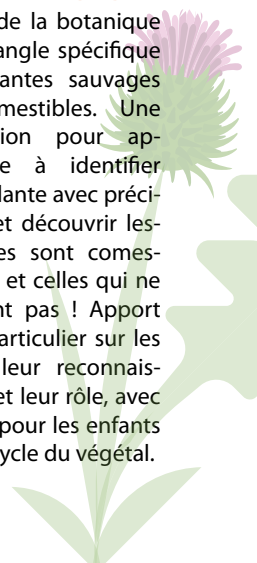 de la botanique
angle spécifique
antes sauvages
mestibles. Une
ion pour ap-
e à identifier
lante avec préci-
et découvrir les-
es sont comes-
et celles qui ne
nt pas ! Apport
articulier sur les
leur reconnais-
et leur rôle, avec
pour les enfants
ycle du végétal.